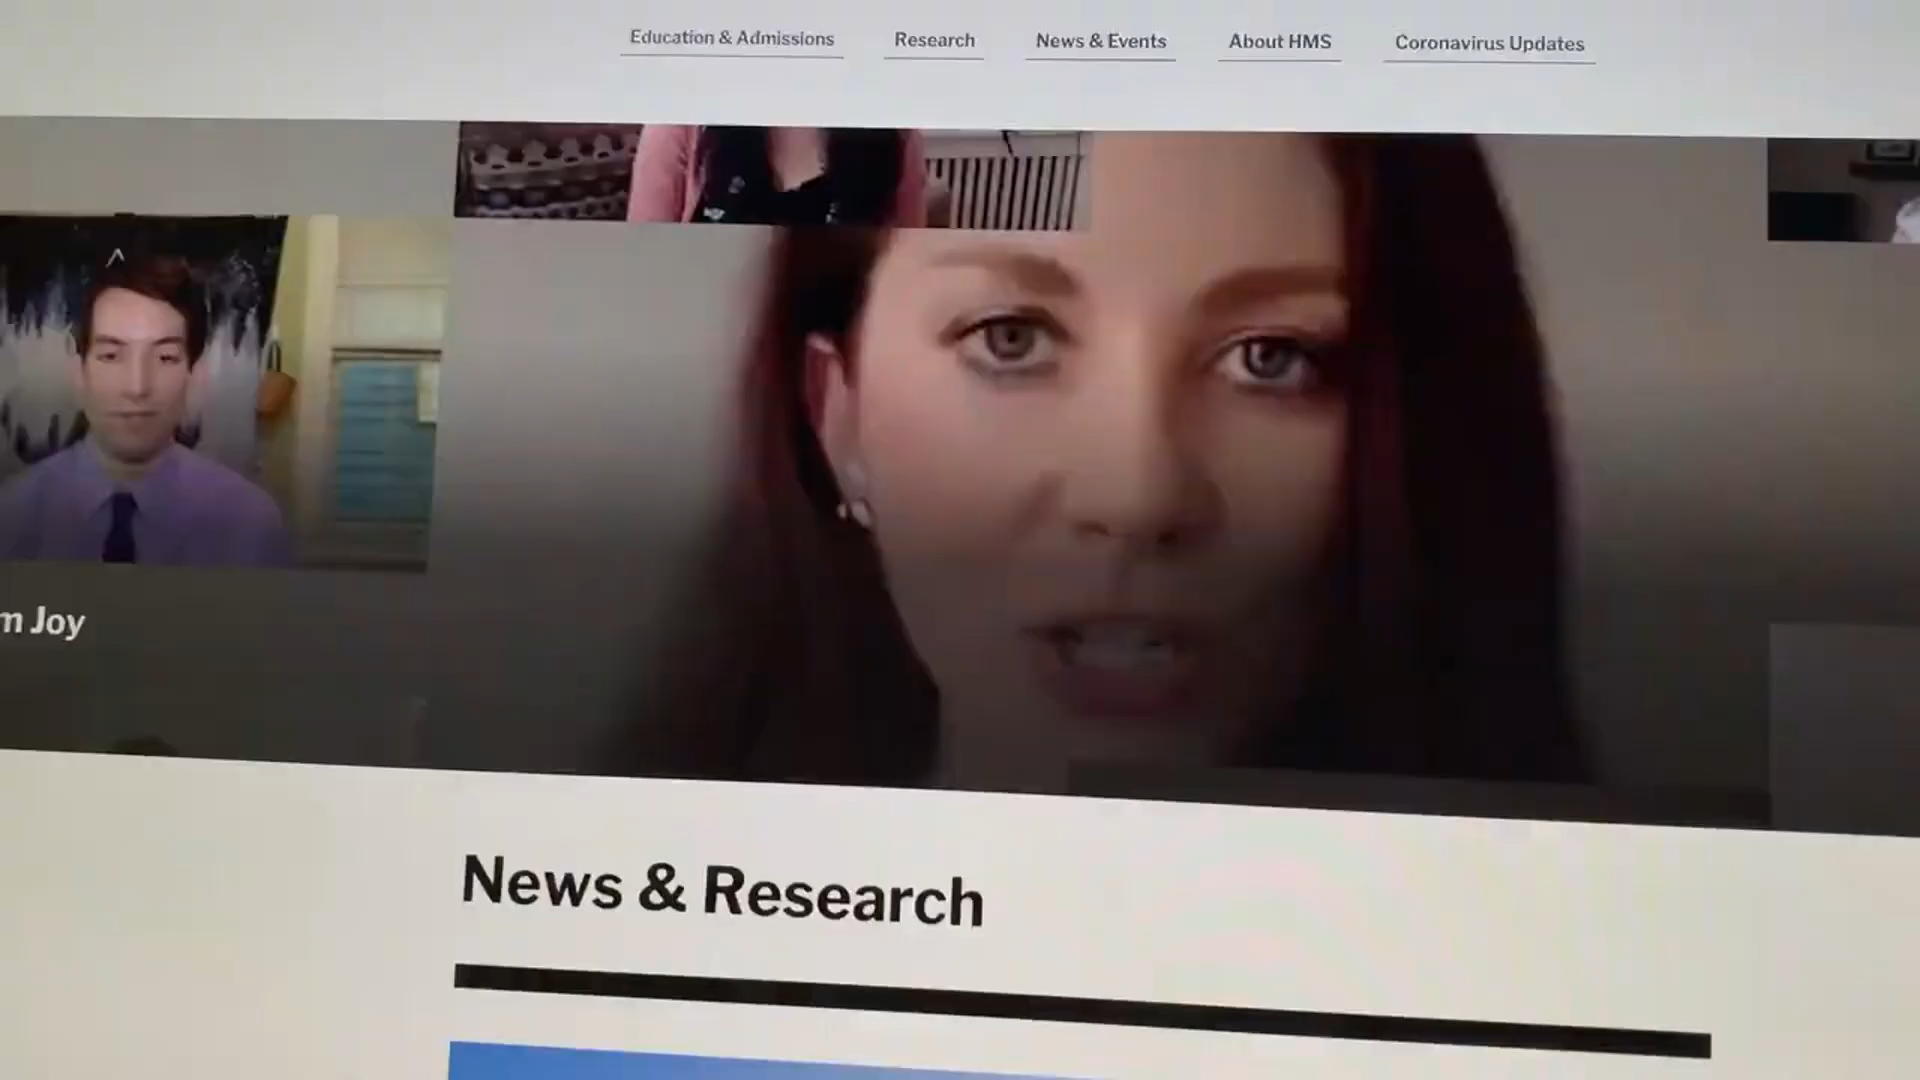 Education & Admissions
Research
News & Events
About HMS
Coronavirus Updates
m Joy
News & Research